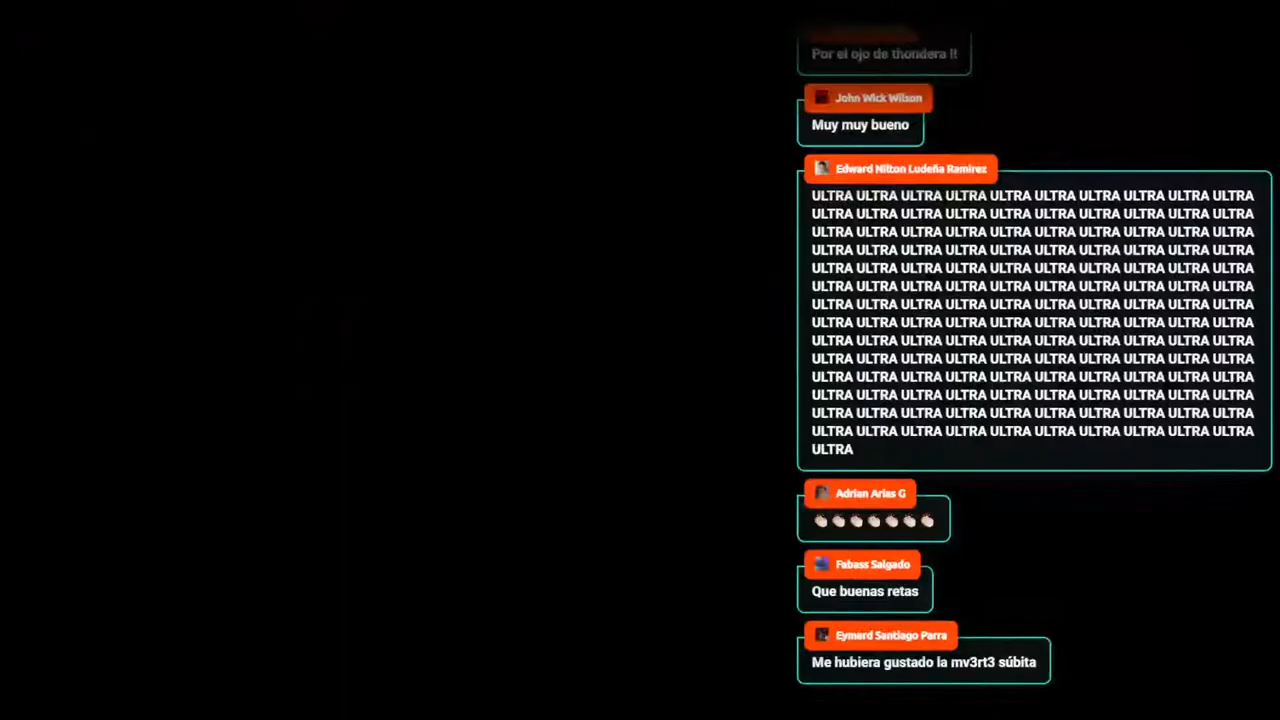 Por el ojo de thondera !!
John Wick Wilson
Muy muy bueno
Edward Nilton Ludeña Ramirez
ULTRA ULTRA ULTRA ULTRA ULTRA ULTRA ULTRA ULTRA ULTRA ULTRA
ULTRA ULTRA ULTRA ULTRA ULTRA ULTRA ULTRA ULTRA ULTRA ULTRA
ULTRA ULTRA ULTRA ULTRA ULTRA ULTRA ULTRA ULTRA ULTRA ULTRA
ULTRA ULTRA ULTRA ULTRA ULTRA ULTRA ULTRA ULTRA ULTRA ULTRA
ULTRA ULTRA ULTRA ULTRA ULTRA ULTRA ULTRA ULTRA ULTRA ULTRA
ULTRA ULTRA ULTRA ULTRA ULTRA ULTRA ULTRA ULTRA ULTRA ULTRA
ULTRA ULTRA ULTRA ULTRA ULTRA ULTRA ULTRA ULTRA ULTRA ULTRA
ULTRA ULTRA ULTRA ULTRA ULTRA ULTRA ULTRA ULTRA ULTRA ULTRA
ULTRA ULTRA ULTRA ULTRA ULTRA ULTRA ULTRA ULTRA ULTRA ULTRA
ULTRA ULTRA ULTRA ULTRA ULTRA ULTRA ULTRA ULTRA ULTRA ULTRA
ULTRA ULTRA ULTRA ULTRA ULTRA ULTRA ULTRA ULTRA ULTRA ULTRA
ULTRA ULTRA ULTRA ULTRA ULTRA ULTRA ULTRA ULTRA ULTRA ULTRA
ULTRA ULTRA ULTRA ULTRA ULTRA ULTRA ULTRA ULTRA ULTRA ULTRA
ULTRA ULTRA ULTRA ULTRA ULTRA ULTRA ULTRA ULTRA ULTRA ULTRA
ULTRA
Adrian Arias G
👏🏻👏🏻👏🏻👏🏻👏🏻👏🏻👏🏻
Fabass Salgado
Que buenas retas
Eymard Santiago Parra
Me hubiera gustado la mv3rt3 súbita